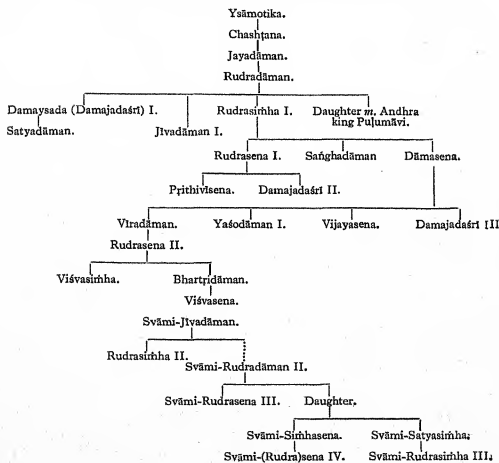 Ysāmotika.
Chashṭana.
Jayadāman.
Rudradāman.
Damaysada (Damajadaśrī) I.
Jīvadāman I.
Rudrasiṁha I.
Daughter m. Andhra
king Puḷumāvi.
Satyadāman.
Rudrasena I.
Saṅghadāman
Dāmasena.
Pṛithivīsena.
Damajadaśrī II.
Vīradāman.
Yaśodāman I.
Vijayasena.
Damajadaśrī III
Rudrasena II.
Viśvasiṁha.
Bhartṛidāman.
Viśvasena.
Svāmi-Jīvadāman.
Rudrasiṁha II.
Svāmi-Rudradāman II.
Svāmi-Rudrasena III.
Daughter.
Svāmi-Siṁhasena.
Svāmi-Satyasiṁha.
Svāmi-(Rudra)sena IV.
Svāmi-Rudrasiṁha III.